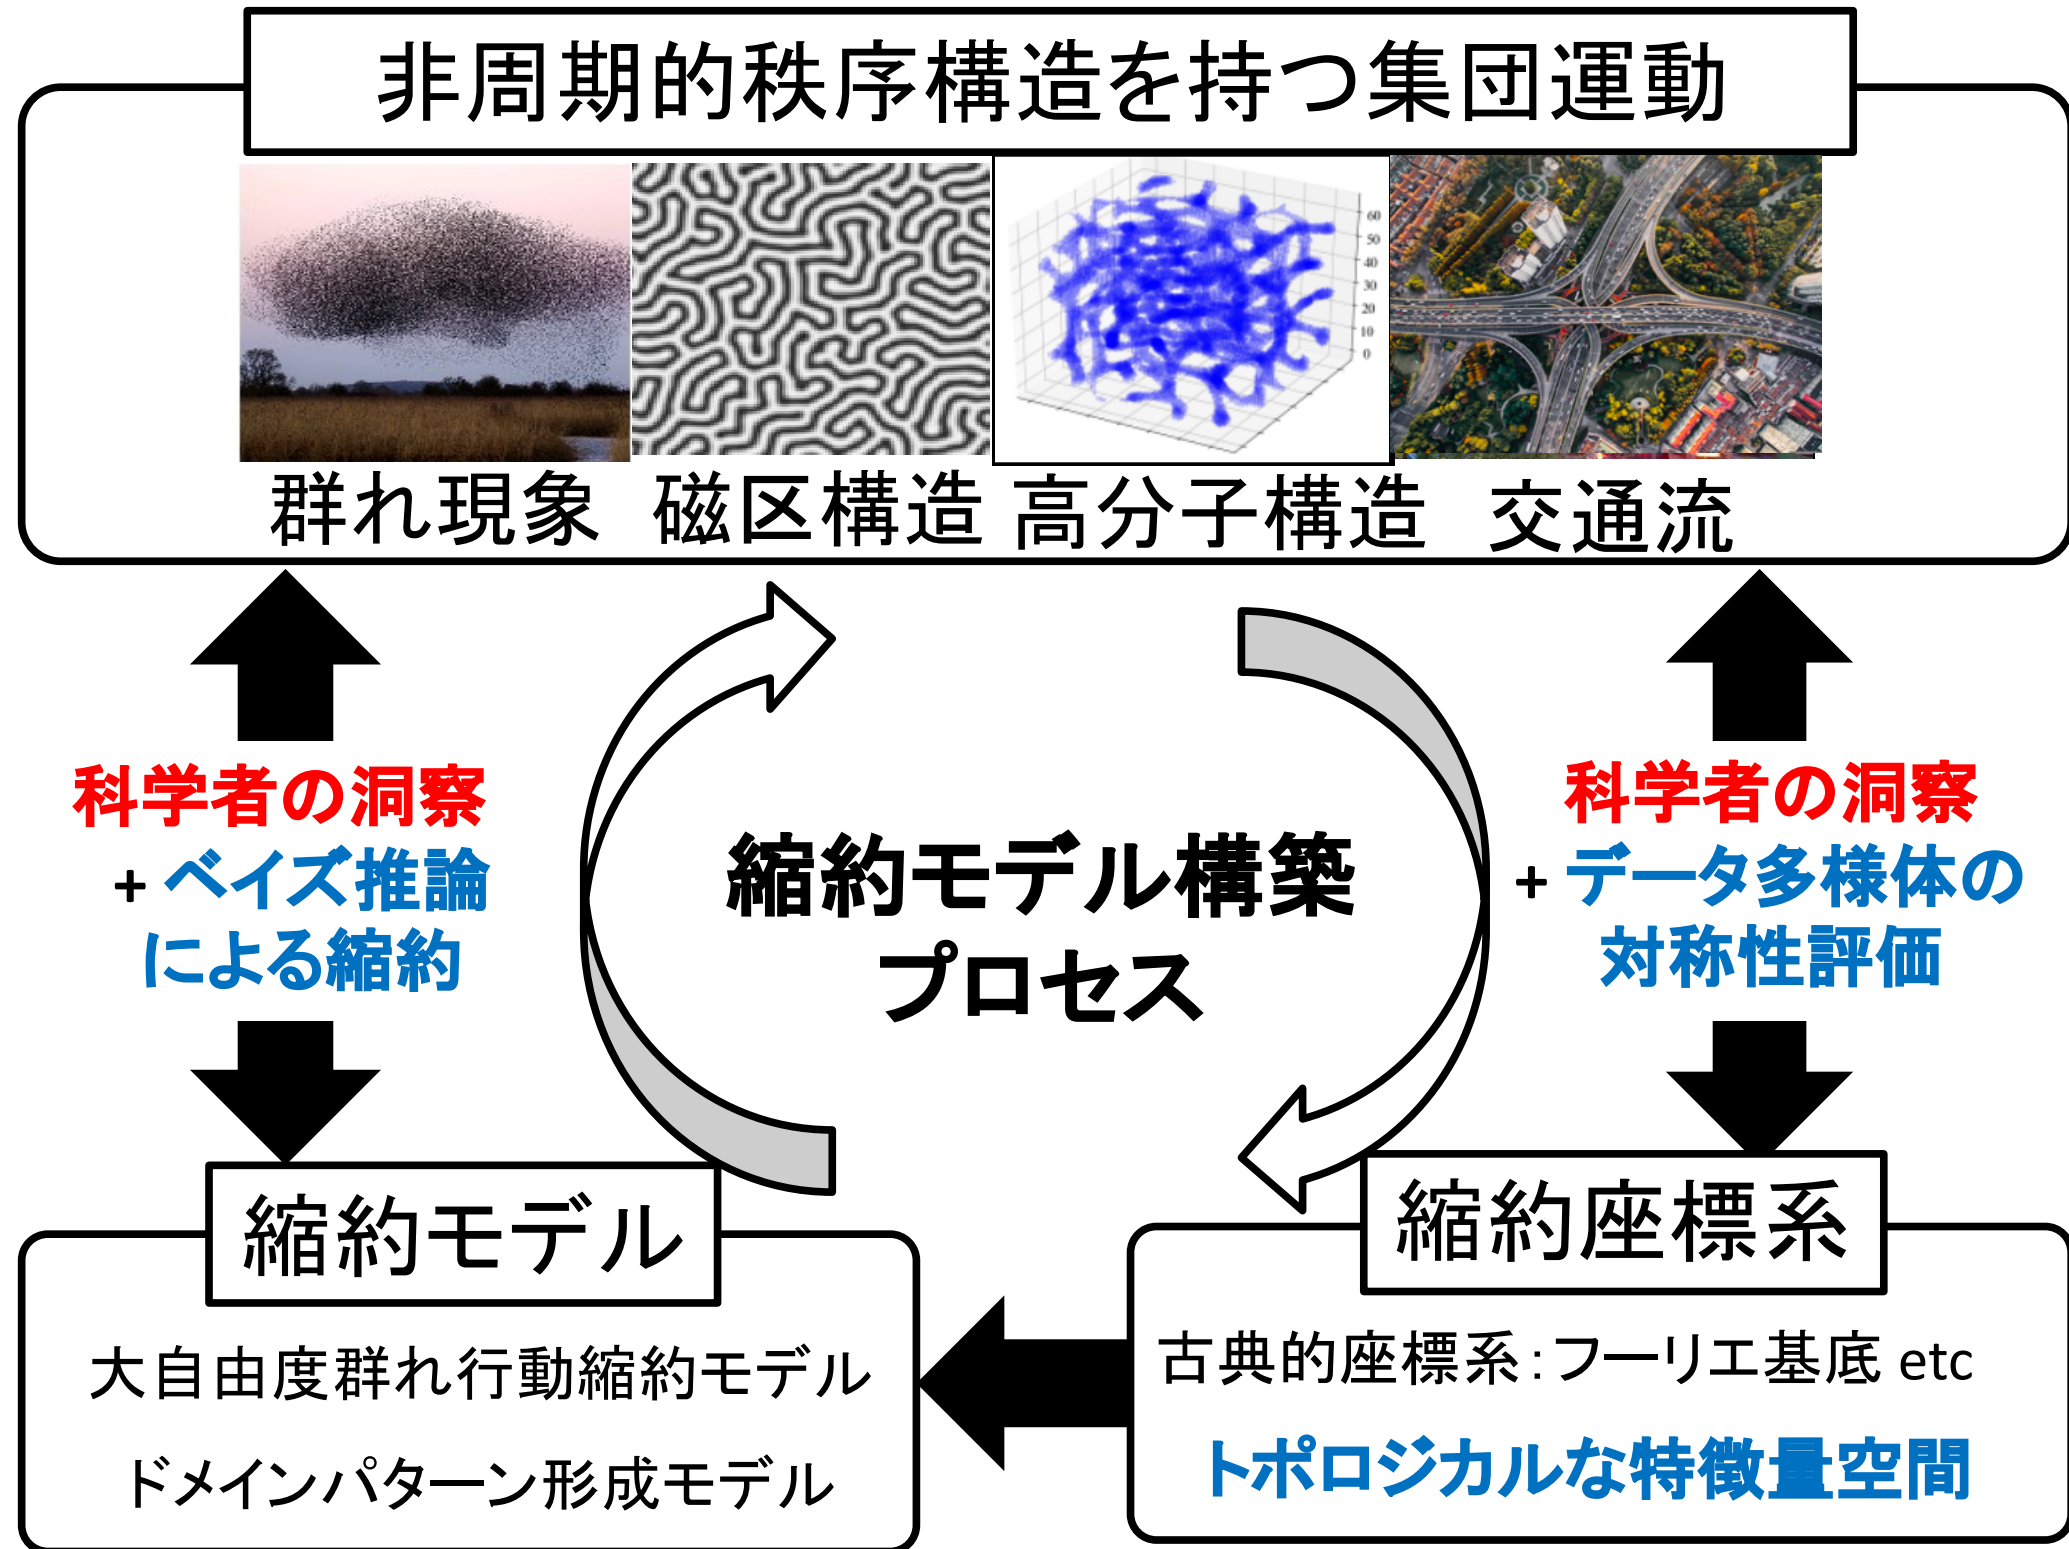 非周期的秩序構造を持つ集団運動
60
50
40
30
20
10
0
群れ現象 磁区構造 高分子構造 交通流
科学者の洞察
+ ベイズ推論
による縮約
縮約モデル構築
プロセス
科学者の洞察
+ データ多様体の
対称性評価
縮約モデル
大自由度群れ行動縮約モデル
ドメインパターン形成モデル
縮約座標系
古典的座標系:フーリエ基底 etc
トポロジカルな特徴量空間